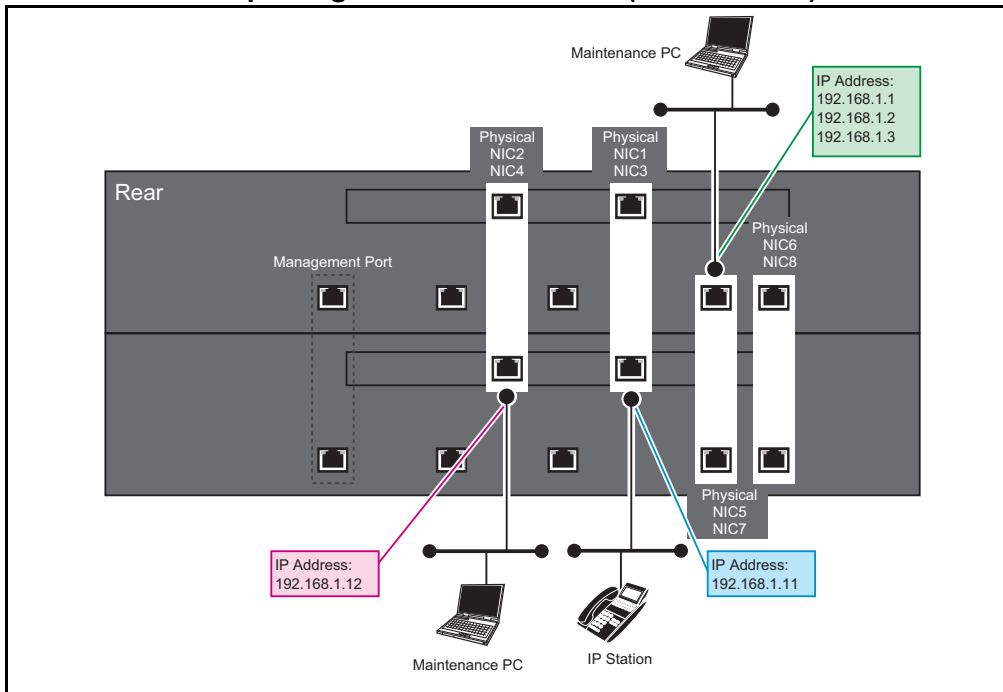 Maintenance PC
IP Address:
192.168.1.1
192.168.1.2
192.168.1.3
Physical
NIC2
NIC4
Physical
NIC1
NIC3
Rear
Physical
NIC6
NIC8
Management Port
Physical
NIC5
NIC7
IP Address:
192.168.1.12
IP Address:
192.168.1.11
Maintenance PC
IP Station